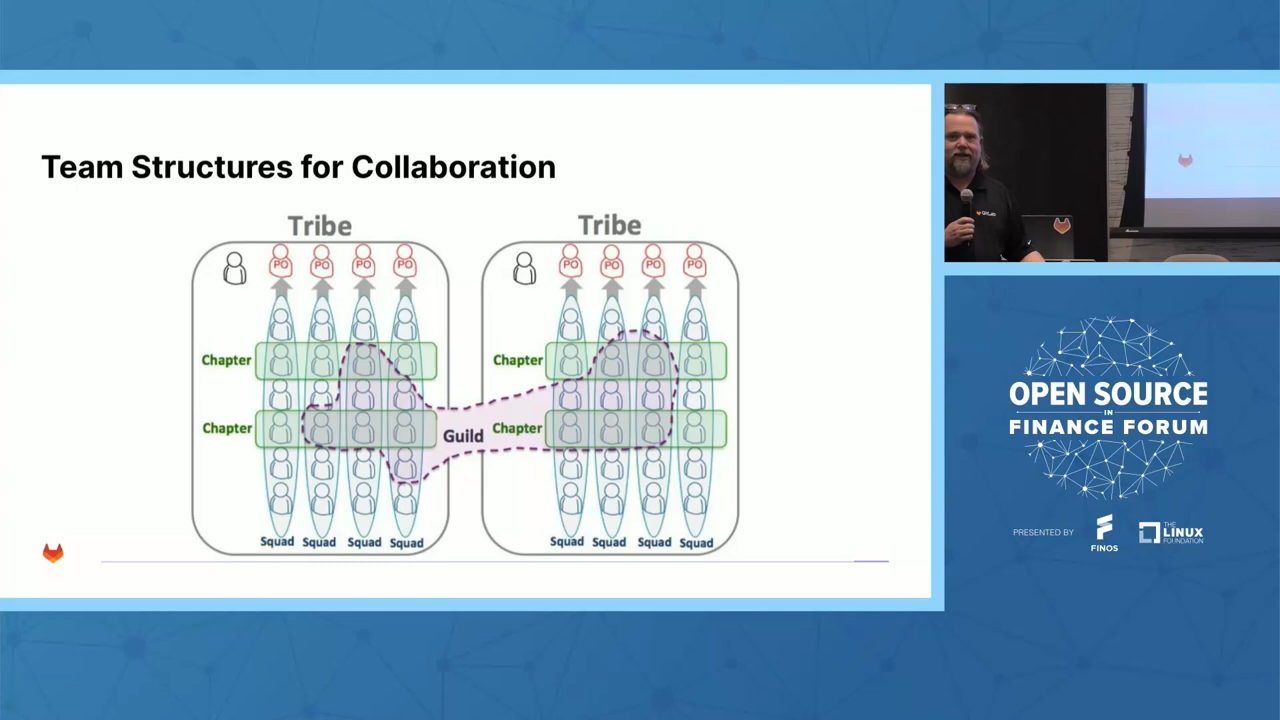 Team Structures for Collaboration
Tribe
Tribe
PO
PO
PO
PO
PO
PO
PO
PO
Chapter
Chapter
Chapter
Guild
Chapter
Squad
Squad
Squad
Squad
Squad
Squad
Squad
Squad
GitLab
OPEN SOURCE
IN
FINANCE FORUM
PRESENTED BY
FINOS
THE
LINUX
FOUNDATION